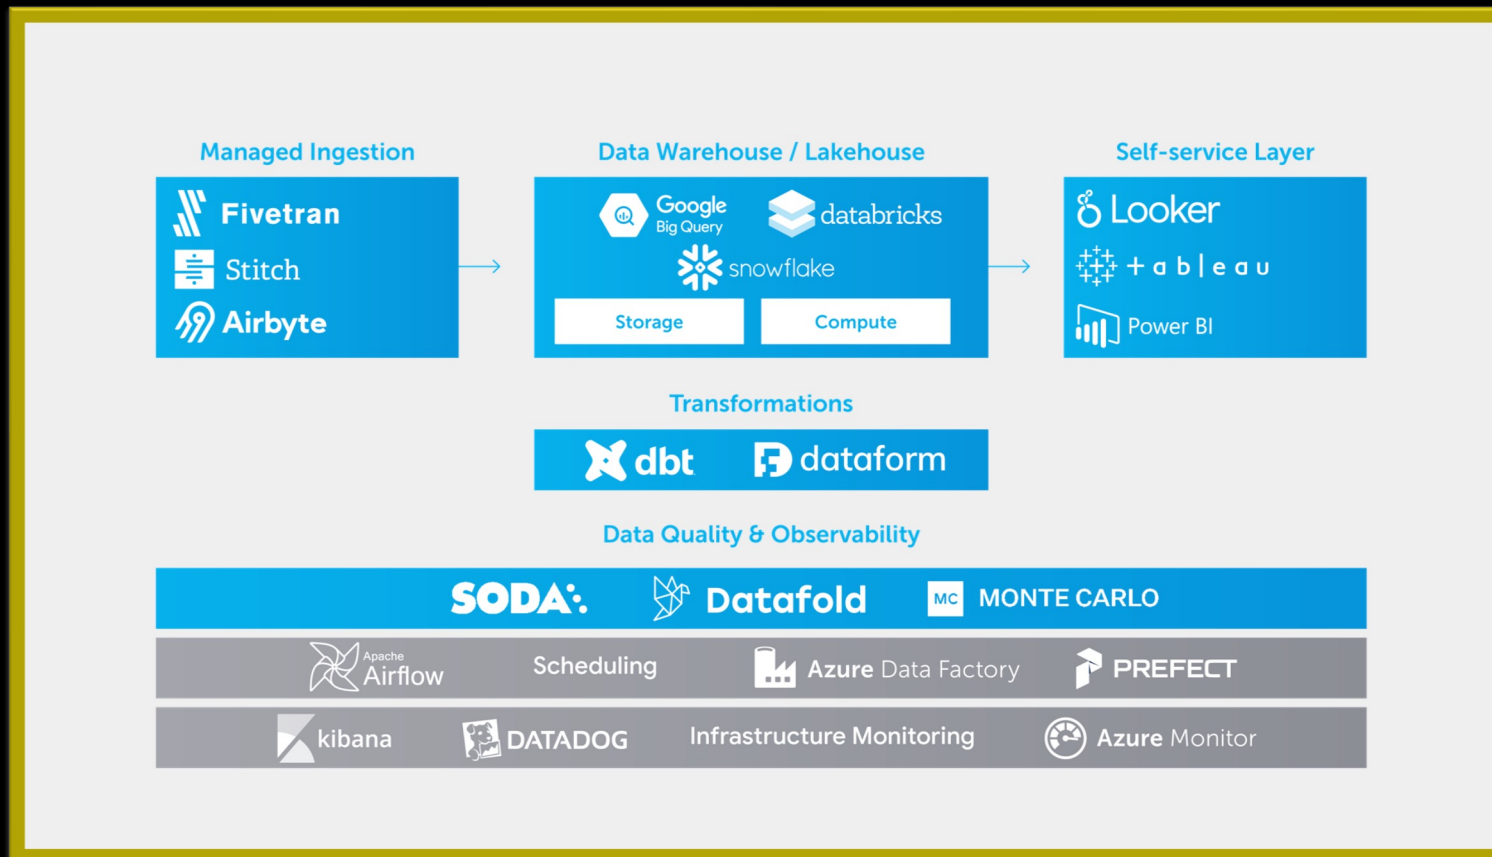 Managed Ingestion
Fivetran
Stitch
Airbyte
Data Warehouse / Lakehouse
Google
Big Query
databricks
snowflake
Storage
Compute
Self-service Layer
Looker
+ableau
Power BI
Transformations
dbt
dataform
Data Quality & Observability
SODA
Datafold
MC MONTE CARLO
Apache
Airflow
Scheduling
Azure Data Factory
PREFECT
kibana
DATADOG
Infrastructure Monitoring
Azure Monitor